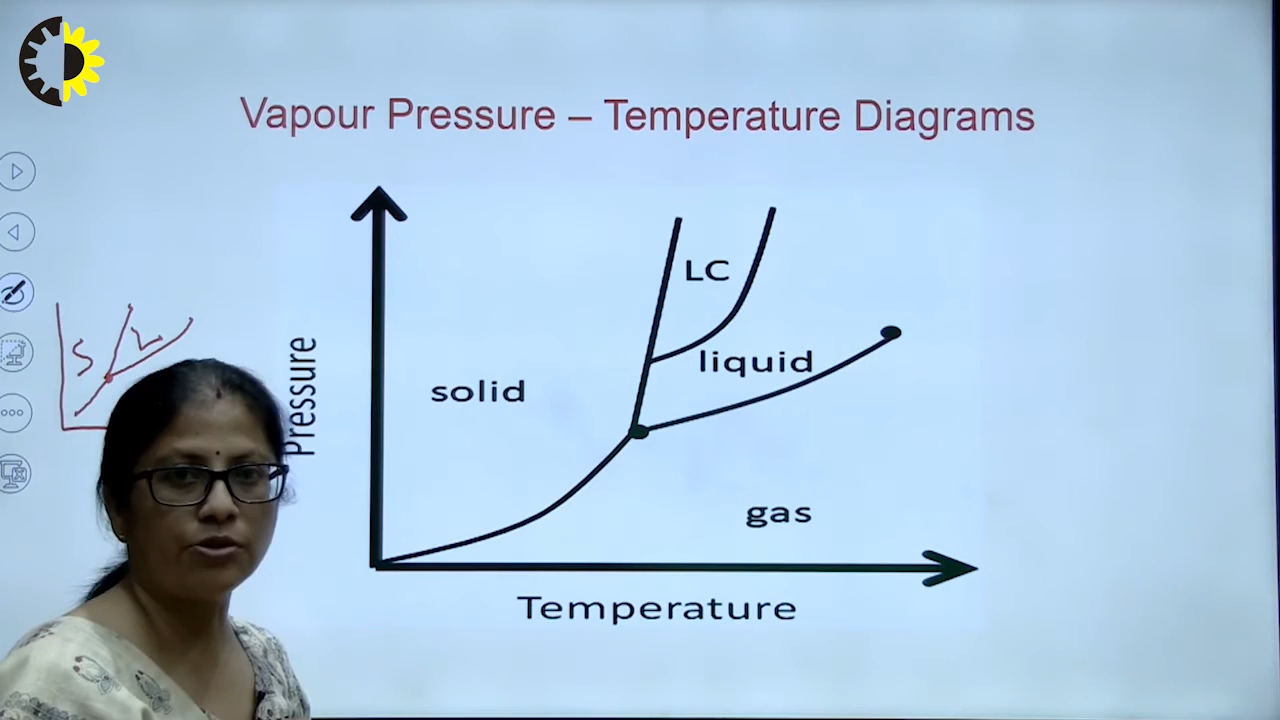 Vapour Pressure – Temperature Diagrams
LC
liquid
solid
gas
Pressure
Temperature
S
L